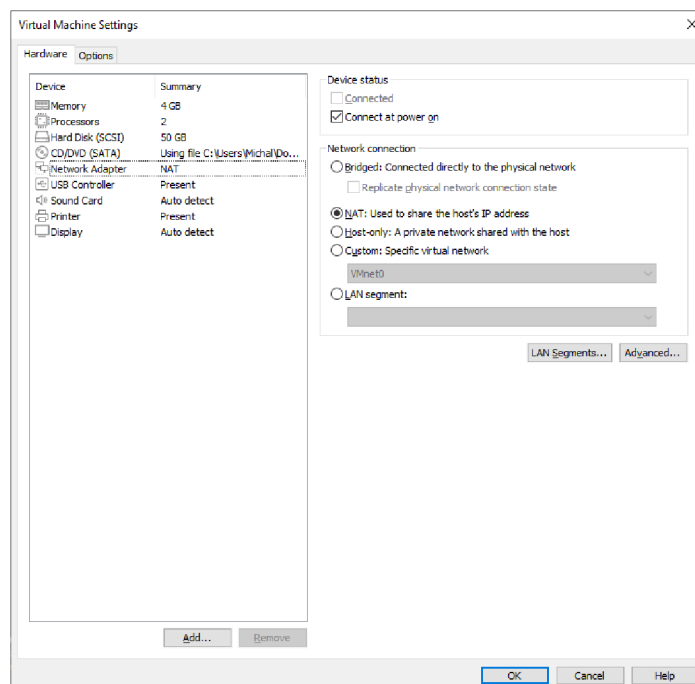 Virtual Machine Settings
Hardware Options
Device Summary
Memory 4 GB
Processors 2
Hard Disk (SCSI) 50 GB
CD/DVD (SATA) Using file C:\Users\Michal\Do...
Network Adapter NAT
USB Controller Present
Sound Card Auto detect
Printer Present
Display Auto detect
Add... Remove
Device status
Connected
Connect at power on
Network connection
Bridged: Connected directly to the physical network
Replicate physical network connection state
NAT: Used to share the host's IP address
Host-only: A private network shared with the host
Custom: Specific virtual network
VMnet0
LAN segment:
LAN Segments... Advanced...
OK Cancel Help